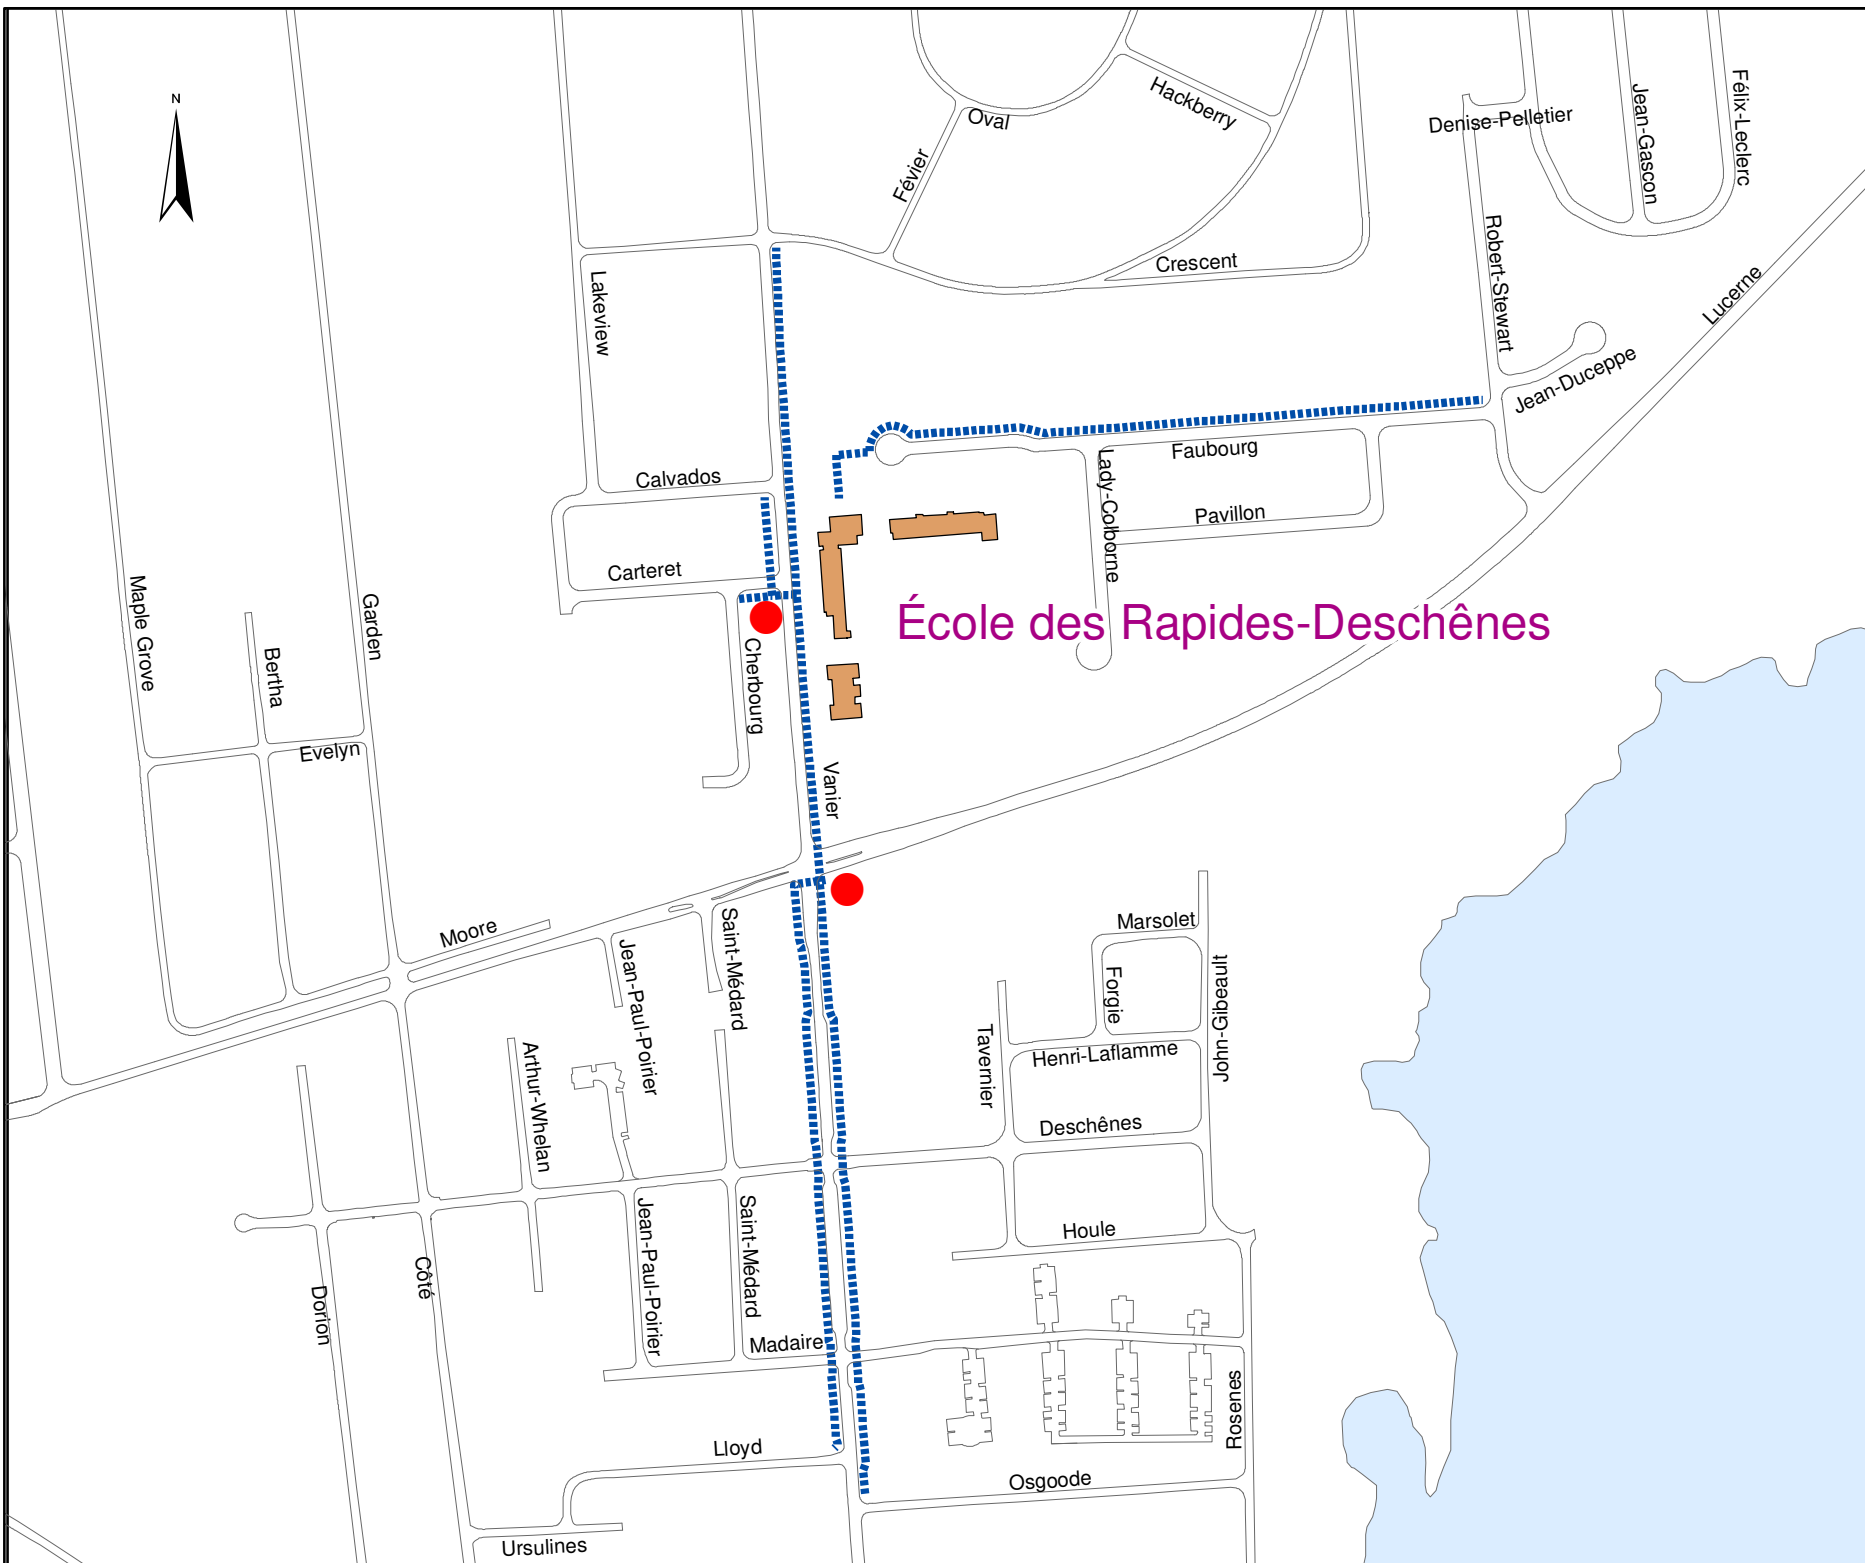 N
Oval
Hackberry
Févier
Crescent
Denise-Pelletier
Jean-Gascon
Félix-Leclerc
Robert-Stewart
Lucerne
Jean-Duceppe
Lakeview
Calvados
Carteret
Cherbourg
Faubourg
Lady-Colborne
Pavillon
École des Rapides-Deschênes
Maple Grove
Bertha
Garden
Evelyn
Vanier
Moore
Saint-Médard
Jean-Paul-Poirier
Arthur-Whelan
Marsolet
Forgie
John-Gibeault
Tavernier
Henri-Laflamme
Deschênes
Houle
Dorion
Côté
Jean-Paul-Poirier
Saint-Médard
Madaire
Lloyd
Rosenes
Osgoode
Ursulines